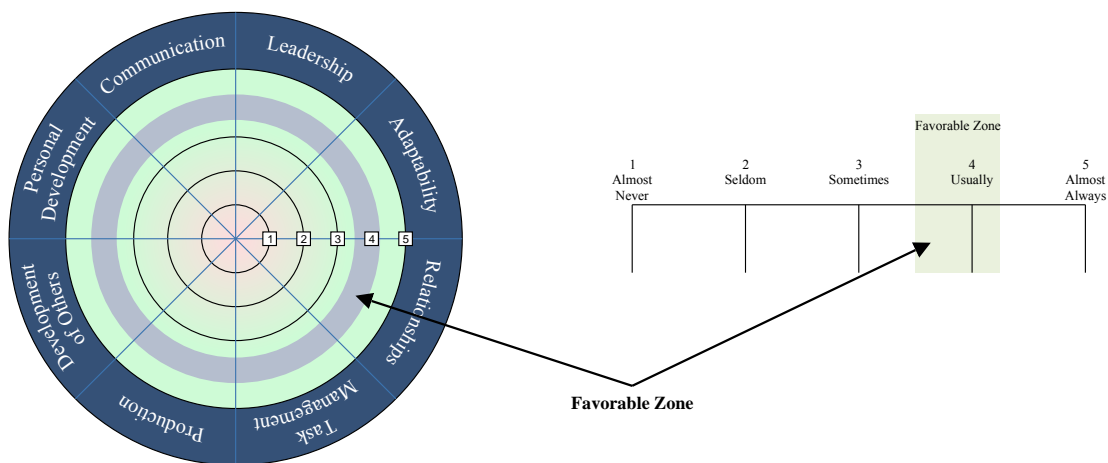 Communication
Leadership
Adaptability
Relationships
Task
Management
Production
Development
of Others
Personal
Development
1
2
3
4
5
Favorable Zone
1
Almost
Never
2
Seldom
3
Sometimes
4
Usually
5
Almost
Always
Favorable Zone